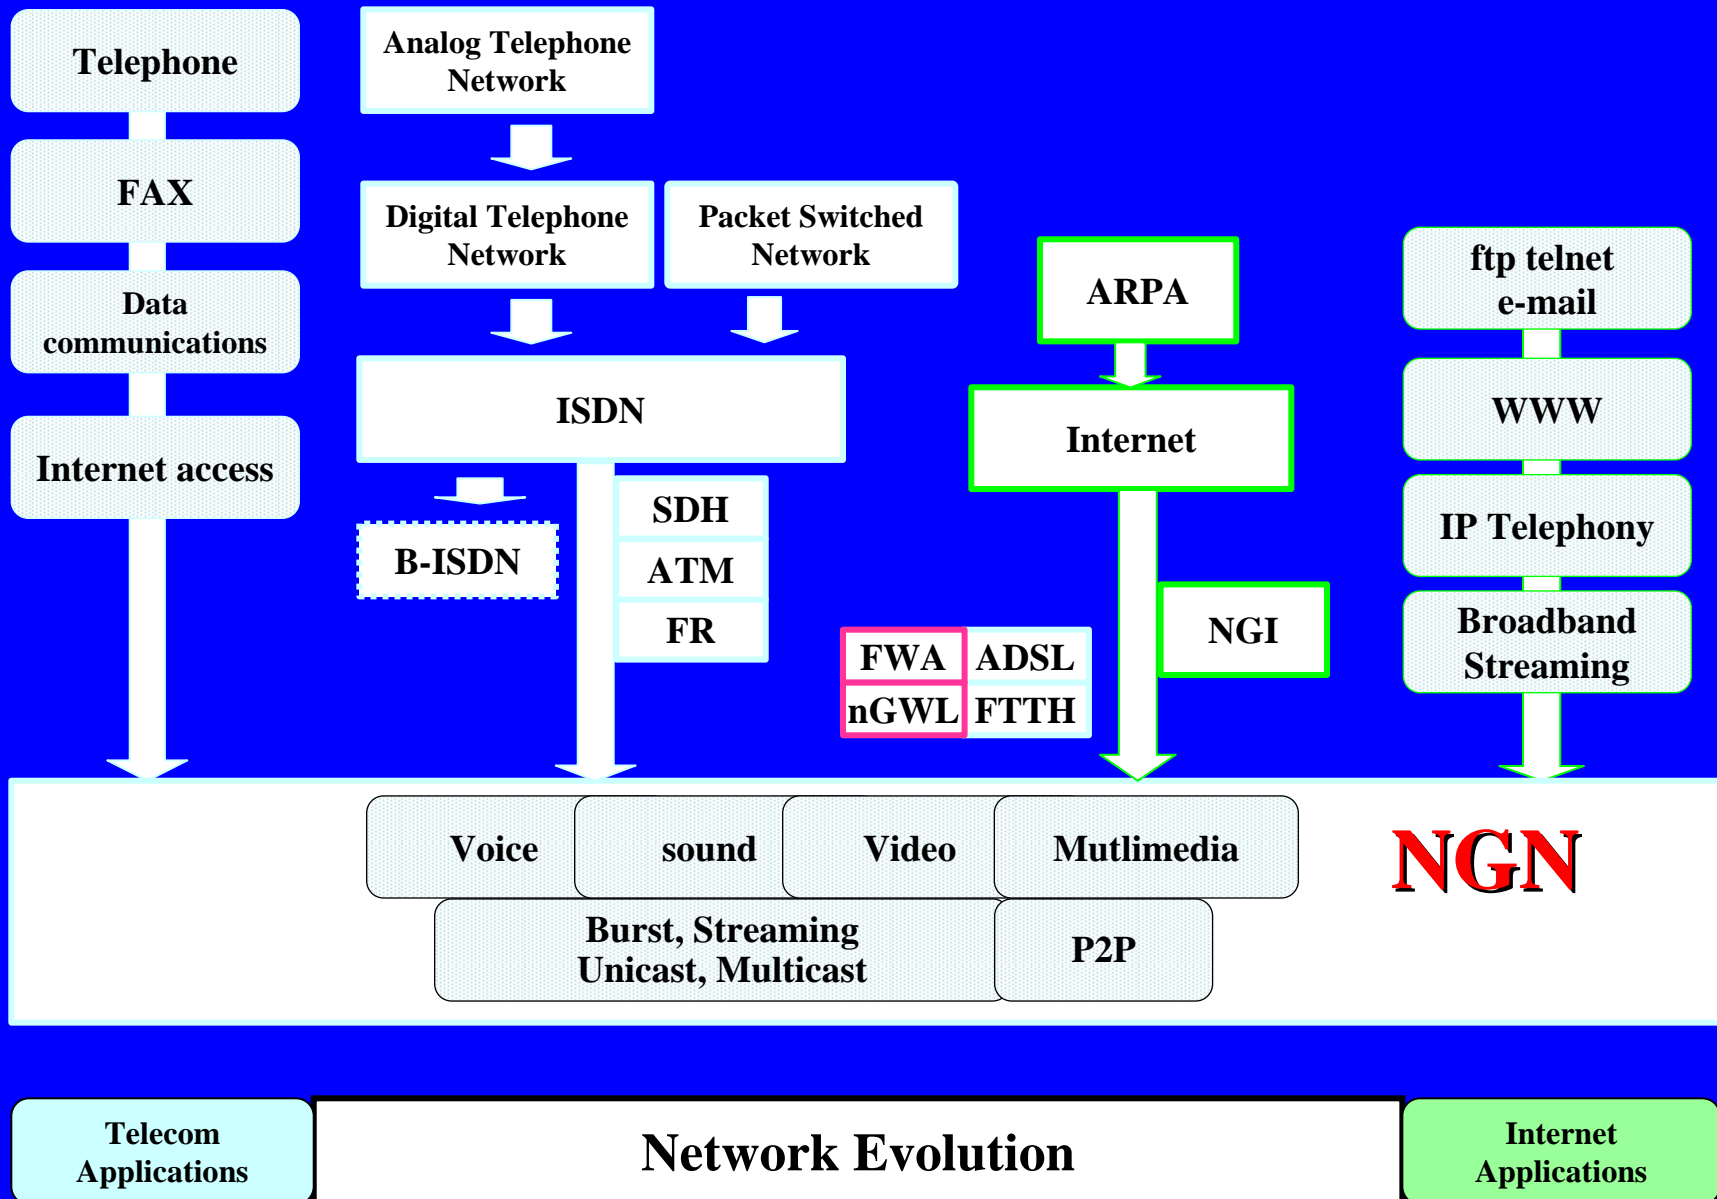 Telephone
FAX
Data
communications
Internet access
Analog Telephone
Network
Digital Telephone
Network
Packet Switched
Network
ISDN
B-ISDN
SDH
ATM
FR
ARPA
Internet
NGI
FWA ADSL
nGWL FTTH
ftp telnet
e-mail
WWW
IP Telephony
Broadband
Streaming
Voice sound Video Mutlimedia
Burst, Streaming
Unicast, Multicast
P2P
NGN
Telecom
Applications
Network Evolution
Internet
Applications